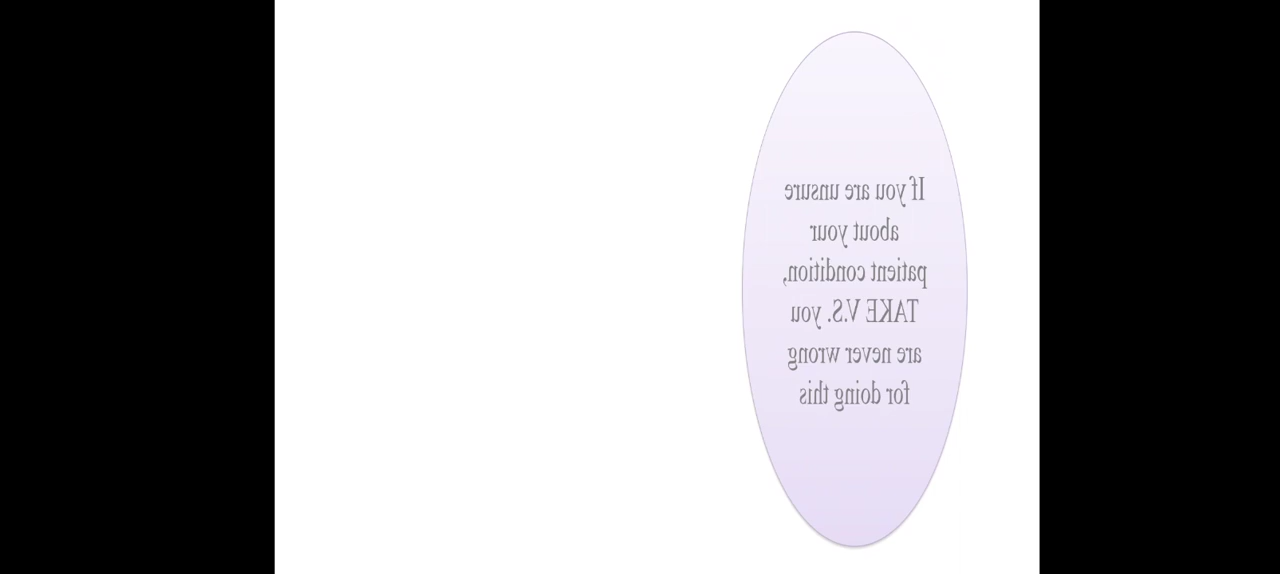 If you are unsure
about your
patient condition,
TAKE V.S. you
are never wrong
for doing this